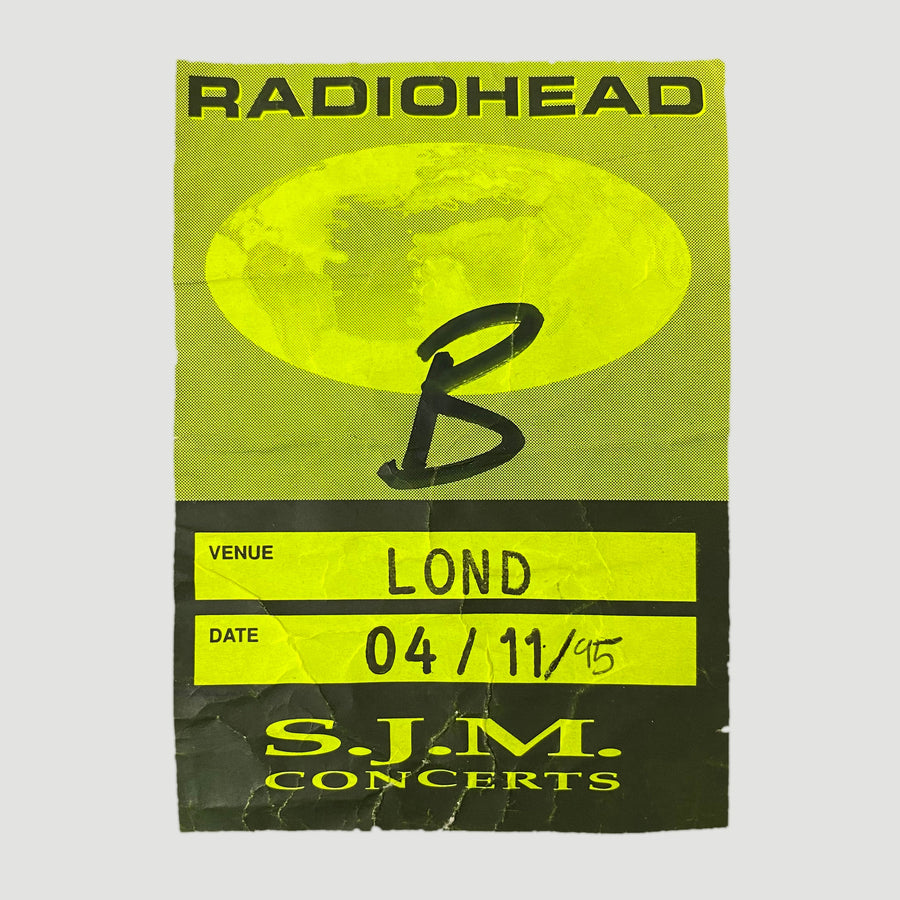 RADIOHEAD
B
VENUE LOND
DATE 04 / 11/95
S.J.M.
CONCERTS